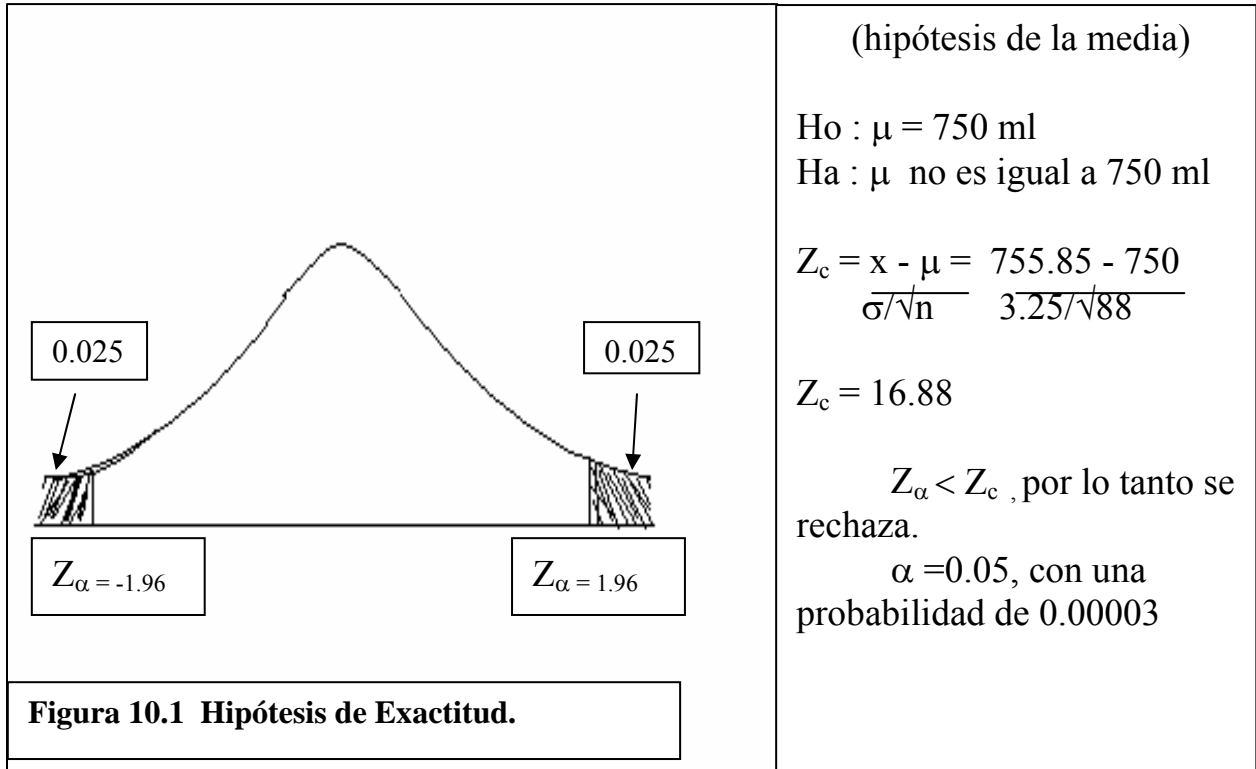 0.025
0.025
Zα = -1.96
Zα = 1.96
Figura 10.1 Hipótesis de Exactitud.
(hipótesis de la media)
Ho : μ = 750 ml
Ha : μ no es igual a 750 ml
Zc = x - μ = 755.85 - 750
σ/√n 3.25/√88
Zc = 16.88
Zα < Zc , por lo tanto se
rechaza.
α =0.05, con una
probabilidad de 0.00003